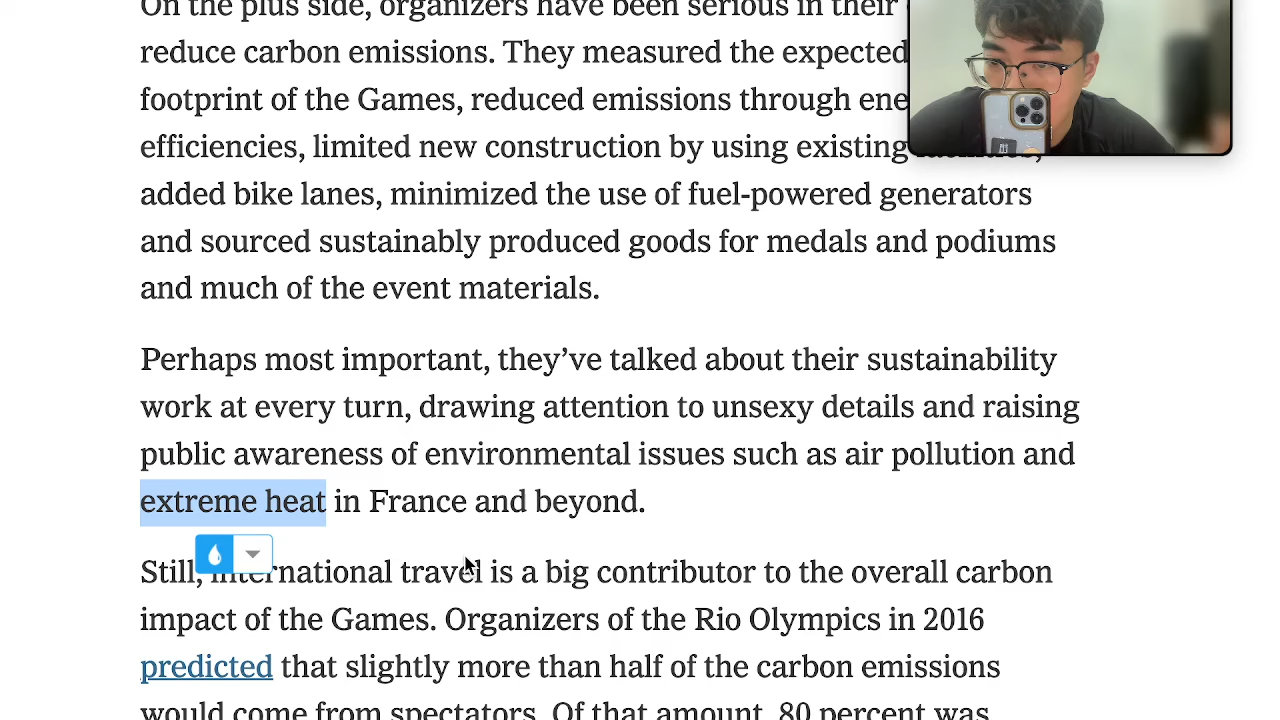 On the plus side, organizers have been serious in their
reduce carbon emissions. They measured the expected
footprint of the Games, reduced emissions through ene
efficiencies, limited new construction by using existing
added bike lanes, minimized the use of fuel-powered generators
and sourced sustainably produced goods for medals and podiums
and much of the event materials.
Perhaps most important, they’ve talked about their sustainability
work at every turn, drawing attention to unsexy details and raising
public awareness of environmental issues such as air pollution and
extreme heat in France and beyond.
Still, international travel is a big contributor to the overall carbon
impact of the Games. Organizers of the Rio Olympics in 2016
predicted that slightly more than half of the carbon emissions
would come from spectators. Of that amount, 80 percent was